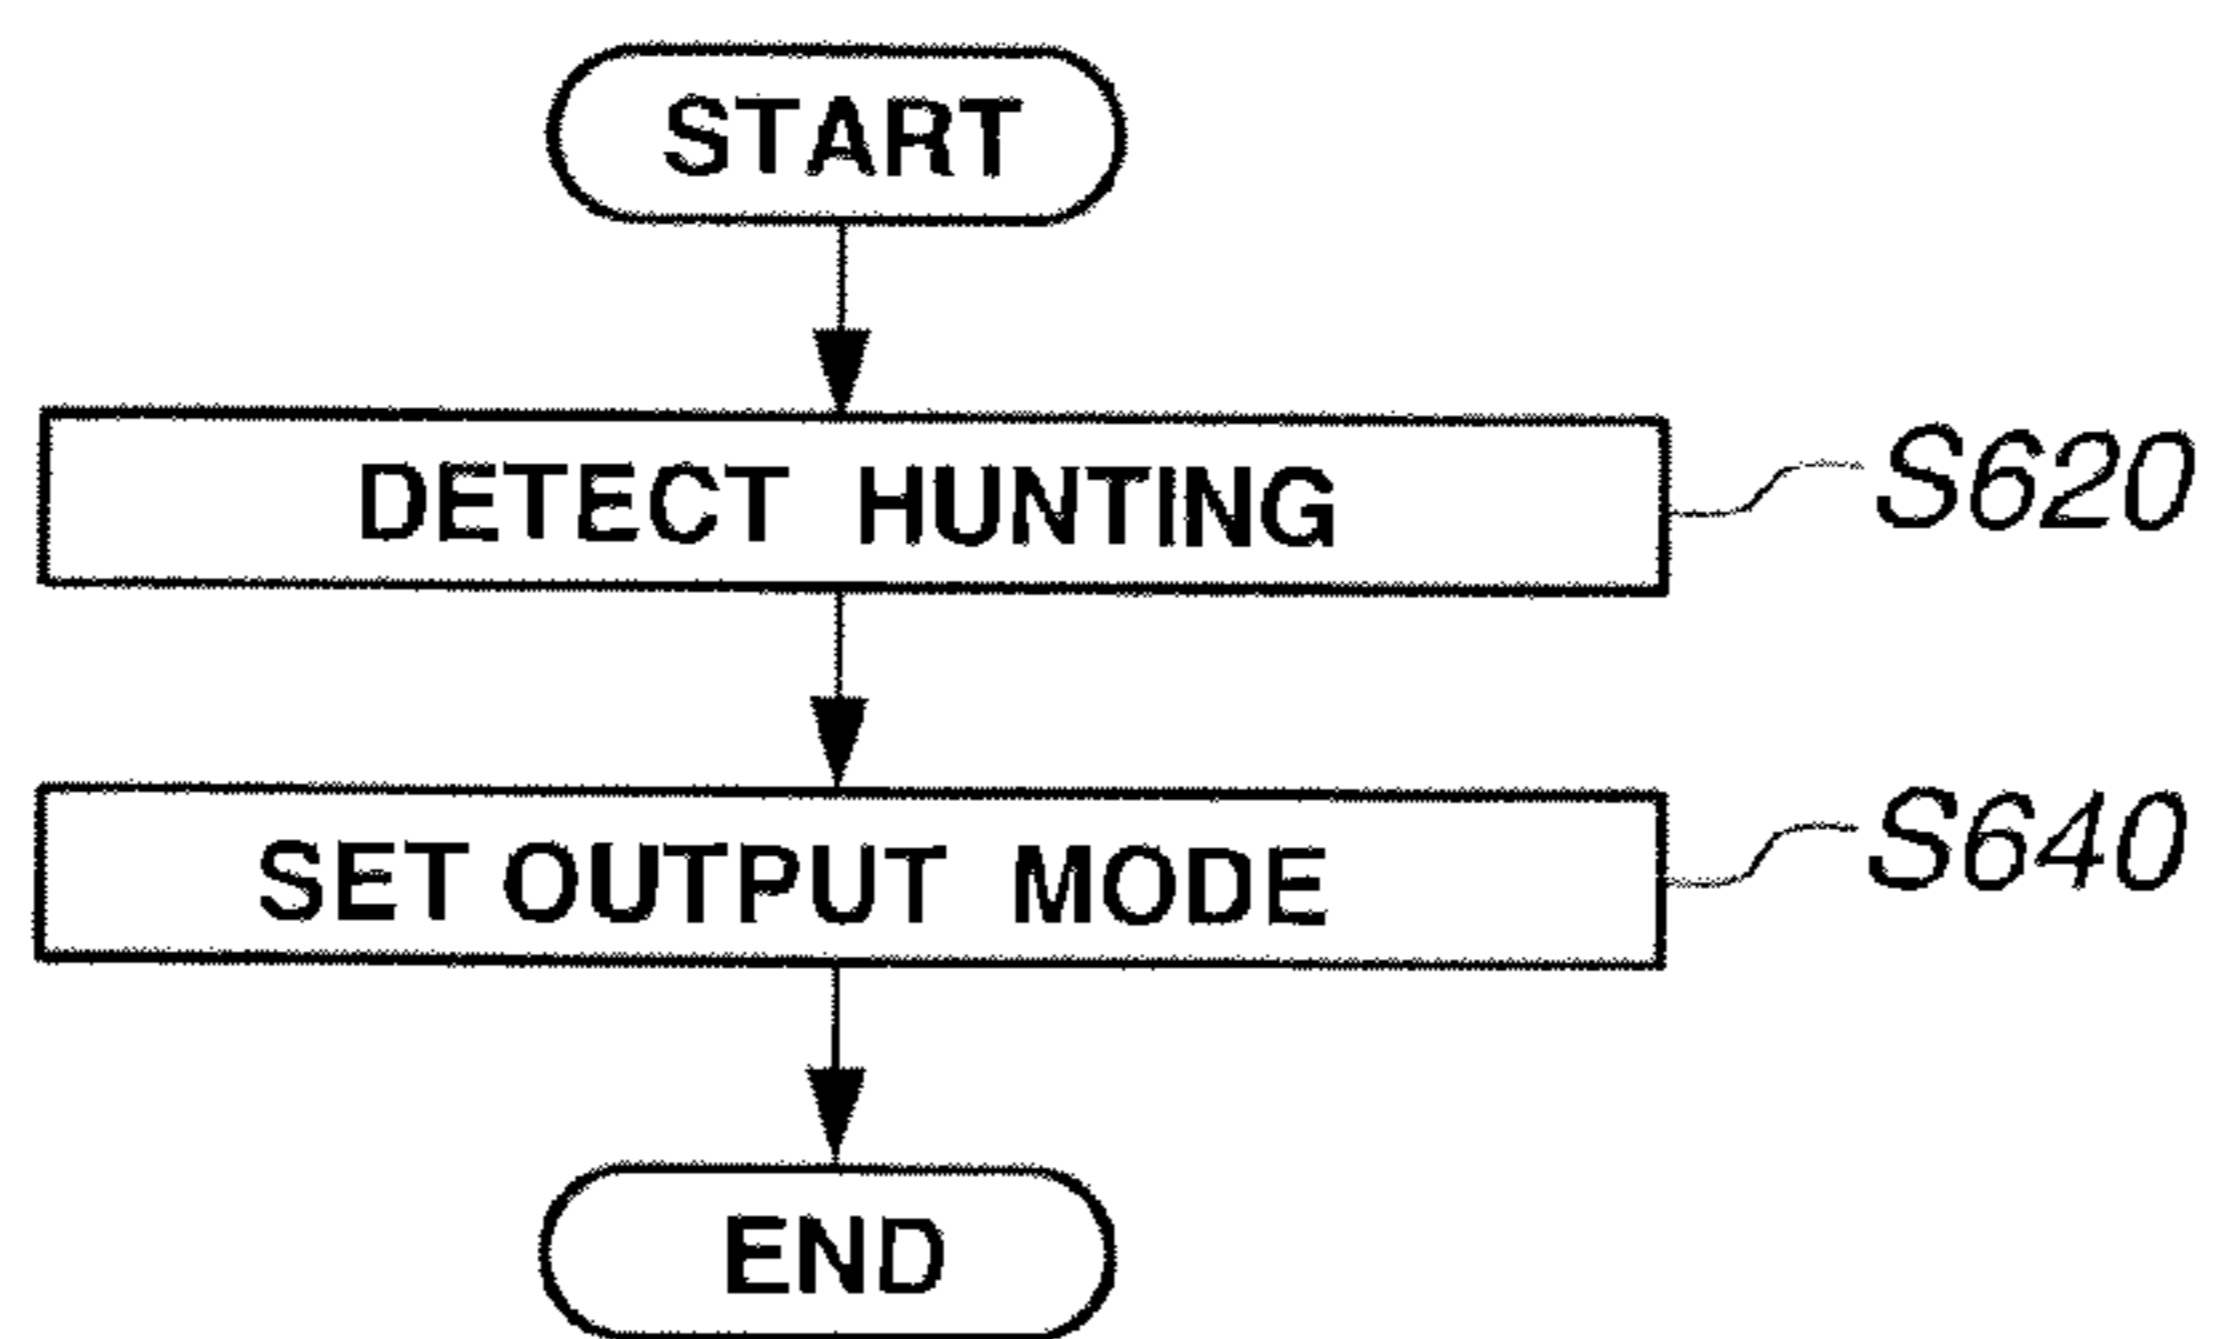 START
DETECT HUNTING
S620
SET OUTPUT MODE
S640
END